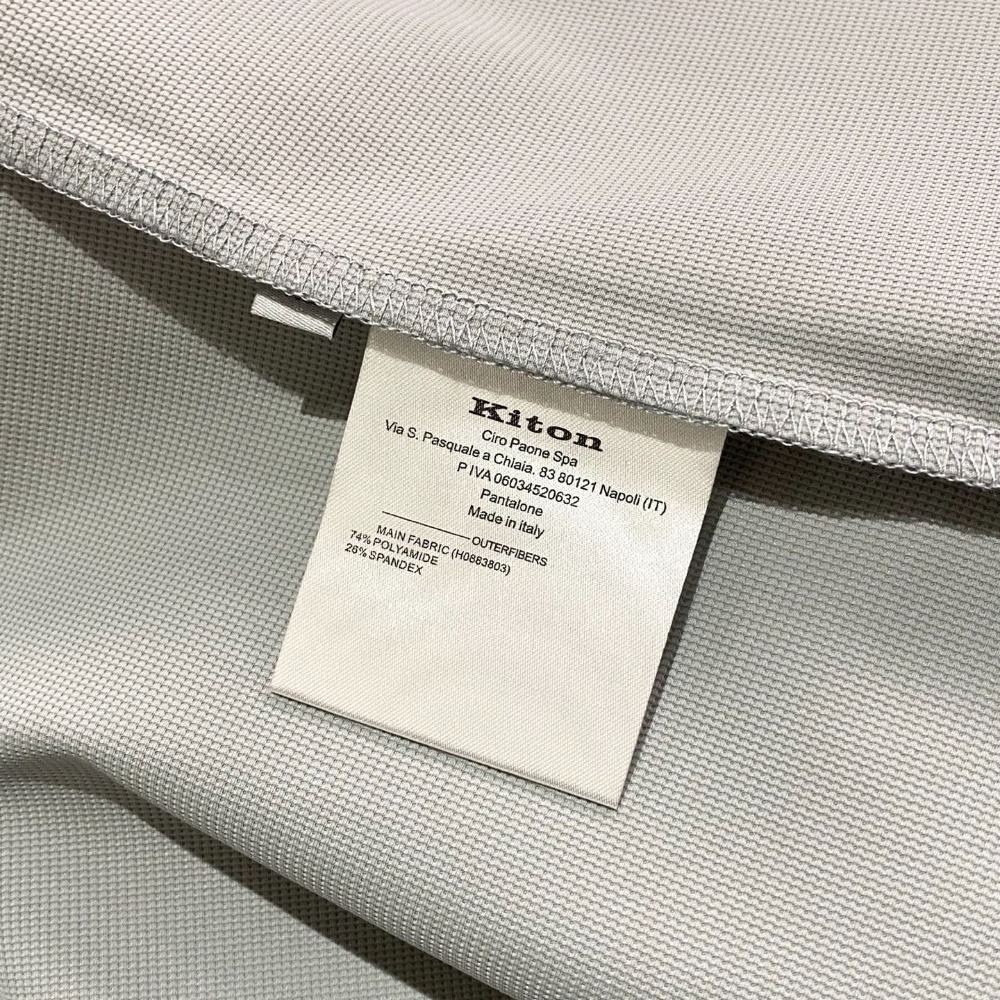 Kiton
Ciro Paone Spa
Via S. Pasquale a Chiaia. 83 80121 Napoli (IT)
P IVA 06034520632
Pantalone
Made in italy
OUTERFIBERS
MAIN FABRIC (H0883803)
74% POLYAMIDE
26% SPANDEX